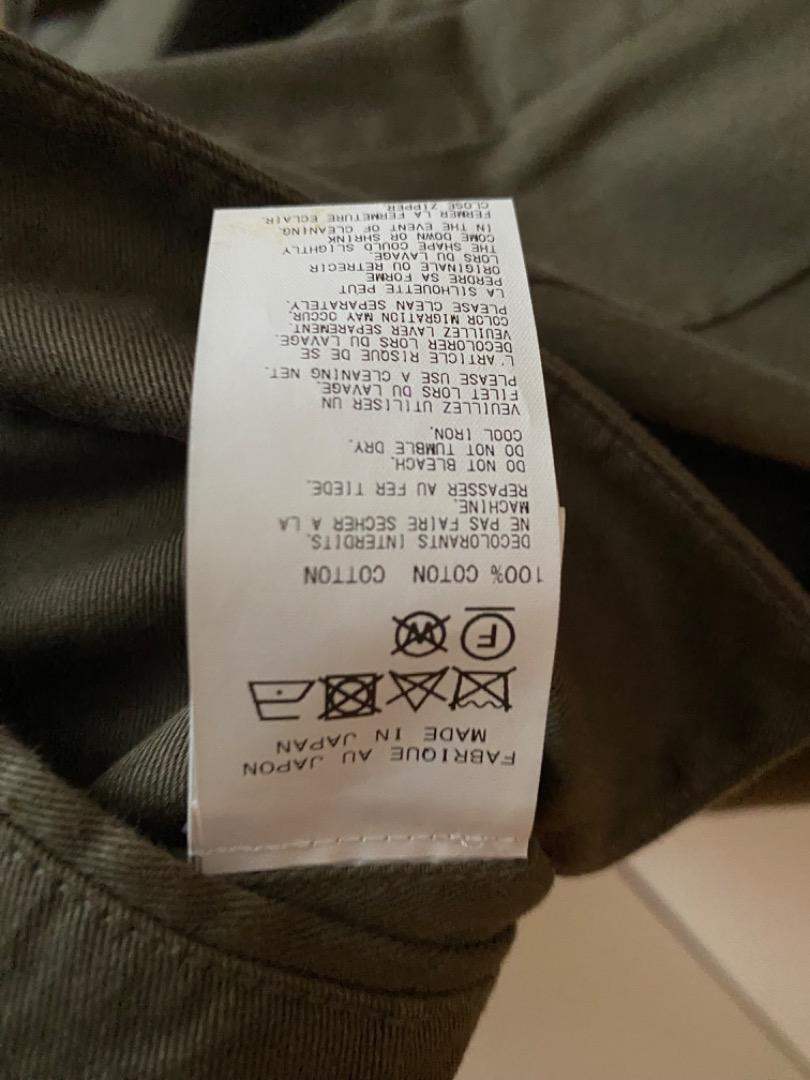 FABRIQUE AU JAPON
MADE IN JAPAN
F W
100% COTON COTTON
DECOLORANTS INTERDITS.
NE PAS FAIRE SECHER A LA
MACHINE.
REPASSER AU FER TIEDE.
DO NOT BLEACH.
DO NOT TUMBLE DRY.
COOL IRON.
VEUILLEZ UTILISER UN
FILET LORS DU LAVAGE.
PLEASE USE A CLEANING NET.
L'ARTICLE RISQUE DE SE
DECOLORER LORS DU LAVAGE.
VEUILLEZ LAVER SEPAREMENT.
COLOR MIGRATION MAY OCCUR.
PLEASE CLEAN SEPARATELY.
LA SILHOUETTE PEUT
PERDRE SA FORME
ORIGINALE OU RETRECIR
LORS DU LAVAGE.
THE SHAPE COULD SLIGHTLY
COME DOWN OR SHRINK
IN THE EVENT OF CLEANING.
FERMER LA FERMETURE ECLAIR.
CLOSE ZIPPER.